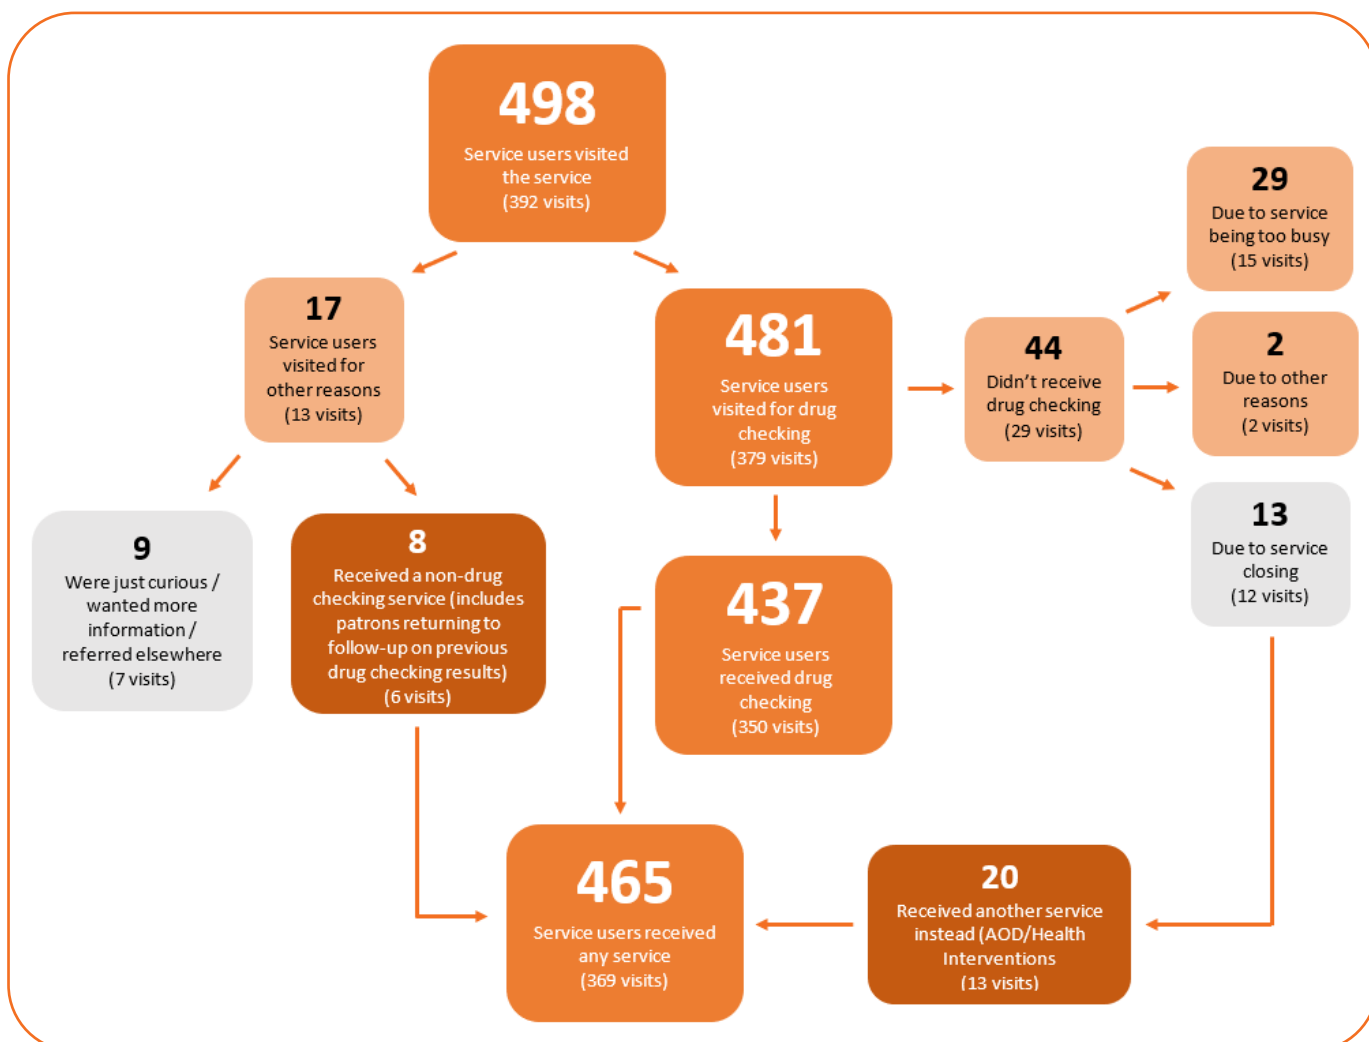 498
Service users visited
the service
(392 visits)
29
Due to service
being too busy
(15 visits)
17
Service users
visited for
other reasons
(13 visits)
481
Service users
visited for drug
checking
(379 visits)
44
Didn't receive
drug checking
(29 visits)
2
Due to other
reasons
(2 visits)
13
Due to service
closing
(12 visits)
9
Were just curious /
wanted more
information /
referred elsewhere
(7 visits)
8
Received a non-drug
checking service (includes
patrons returning to
follow-up on previous
drug checking results)
(6 visits)
437
Service users
received drug
checking
(350 visits)
465
Service users received
any service
(369 visits)
20
Received another service
instead (AOD/Health
Interventions
(13 visits)